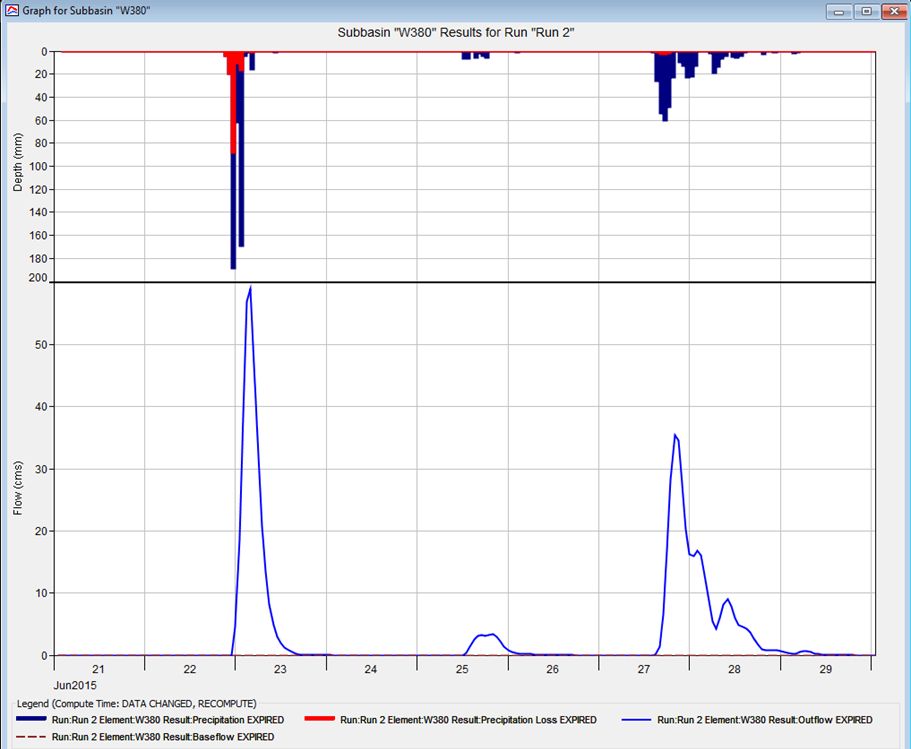 Graph for Subbasin "W380"
Subbasin "W380" Results for Run "Run 2"
0
20
40
60
80
100
120
140
160
180
200
Depth (mm)
50
40
30
20
10
0
Flow (cms)
21 22 23 24 25 26 27 28 29
Jun2015
Legend (Compute Time: DATA CHANGED, RECOMPUTE)
Run:Run 2 Element:W380 Result:Precipitation EXPIRED Run:Run 2 Element:W380 Result:Precipitation Loss EXPIRED Run:Run 2 Element:W380 Result:Outflow EXPIRED
Run:Run 2 Element:W380 Result:Baseflow EXPIRED